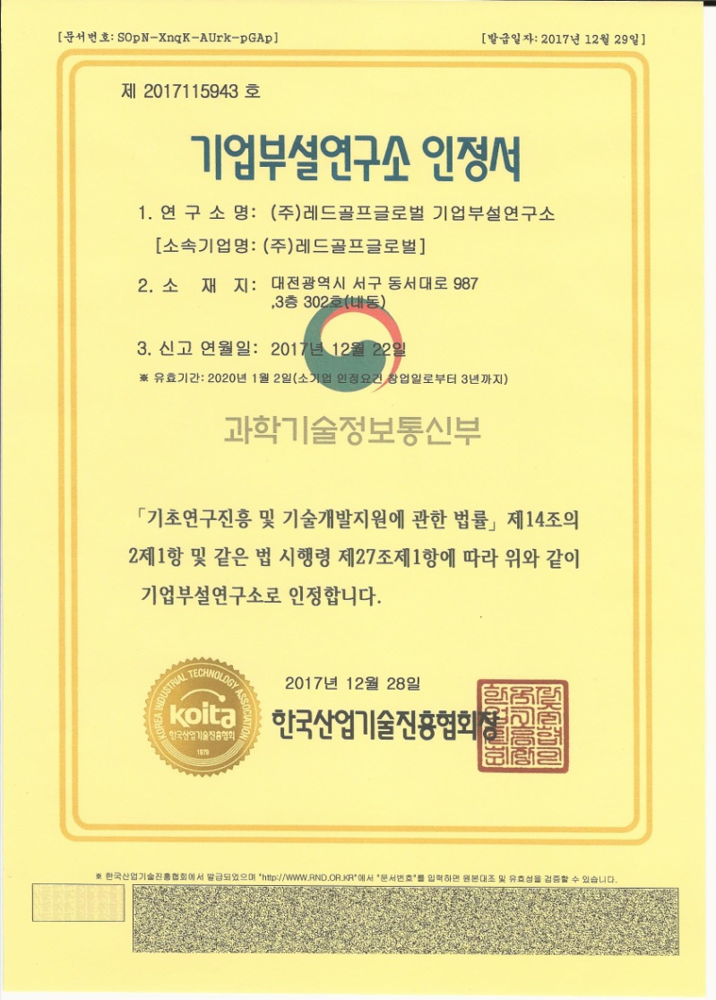 [문서번호: SOpN-XnqK-AUrk-pGAp]
[발급일자: 2017년 12월 29일]
제 2017115943 호
기업부설연구소 인정서
1. 연 구 소 명: (주)레드골프글로벌 기업부설연구소
[소속기업명: (주)레드골프글로벌]
2. 소 재 지: 대전광역시 서구 동서대로 987
,3층 302호(내동)
3. 신고 연월일: 2017년 12월 22일
※ 유효기간: 2020년 1월 2일(소기업 인정요건 창업일로부터 3년까지)
과학기술정보통신부
「기초연구진흥 및 기술개발지원에 관한 법률」 제14조의
2제1항 및 같은 법 시행령 제27조제1항에 따라 위와 같이
기업부설연구소로 인정합니다.
2017년 12월 28일
한국산업기술진흥협회장
KOREA INDUSTRIAL TECHNOLOGY ASSOCIATION
koita
한국산업기술진흥협회
1979
※ 한국산업기술진흥협회에서 발급되었으며 "http://WWW.RND.OR.KR"에서 "문서번호"를 입력하면 원본대조 및 유효성을 검증할 수 있습니다.